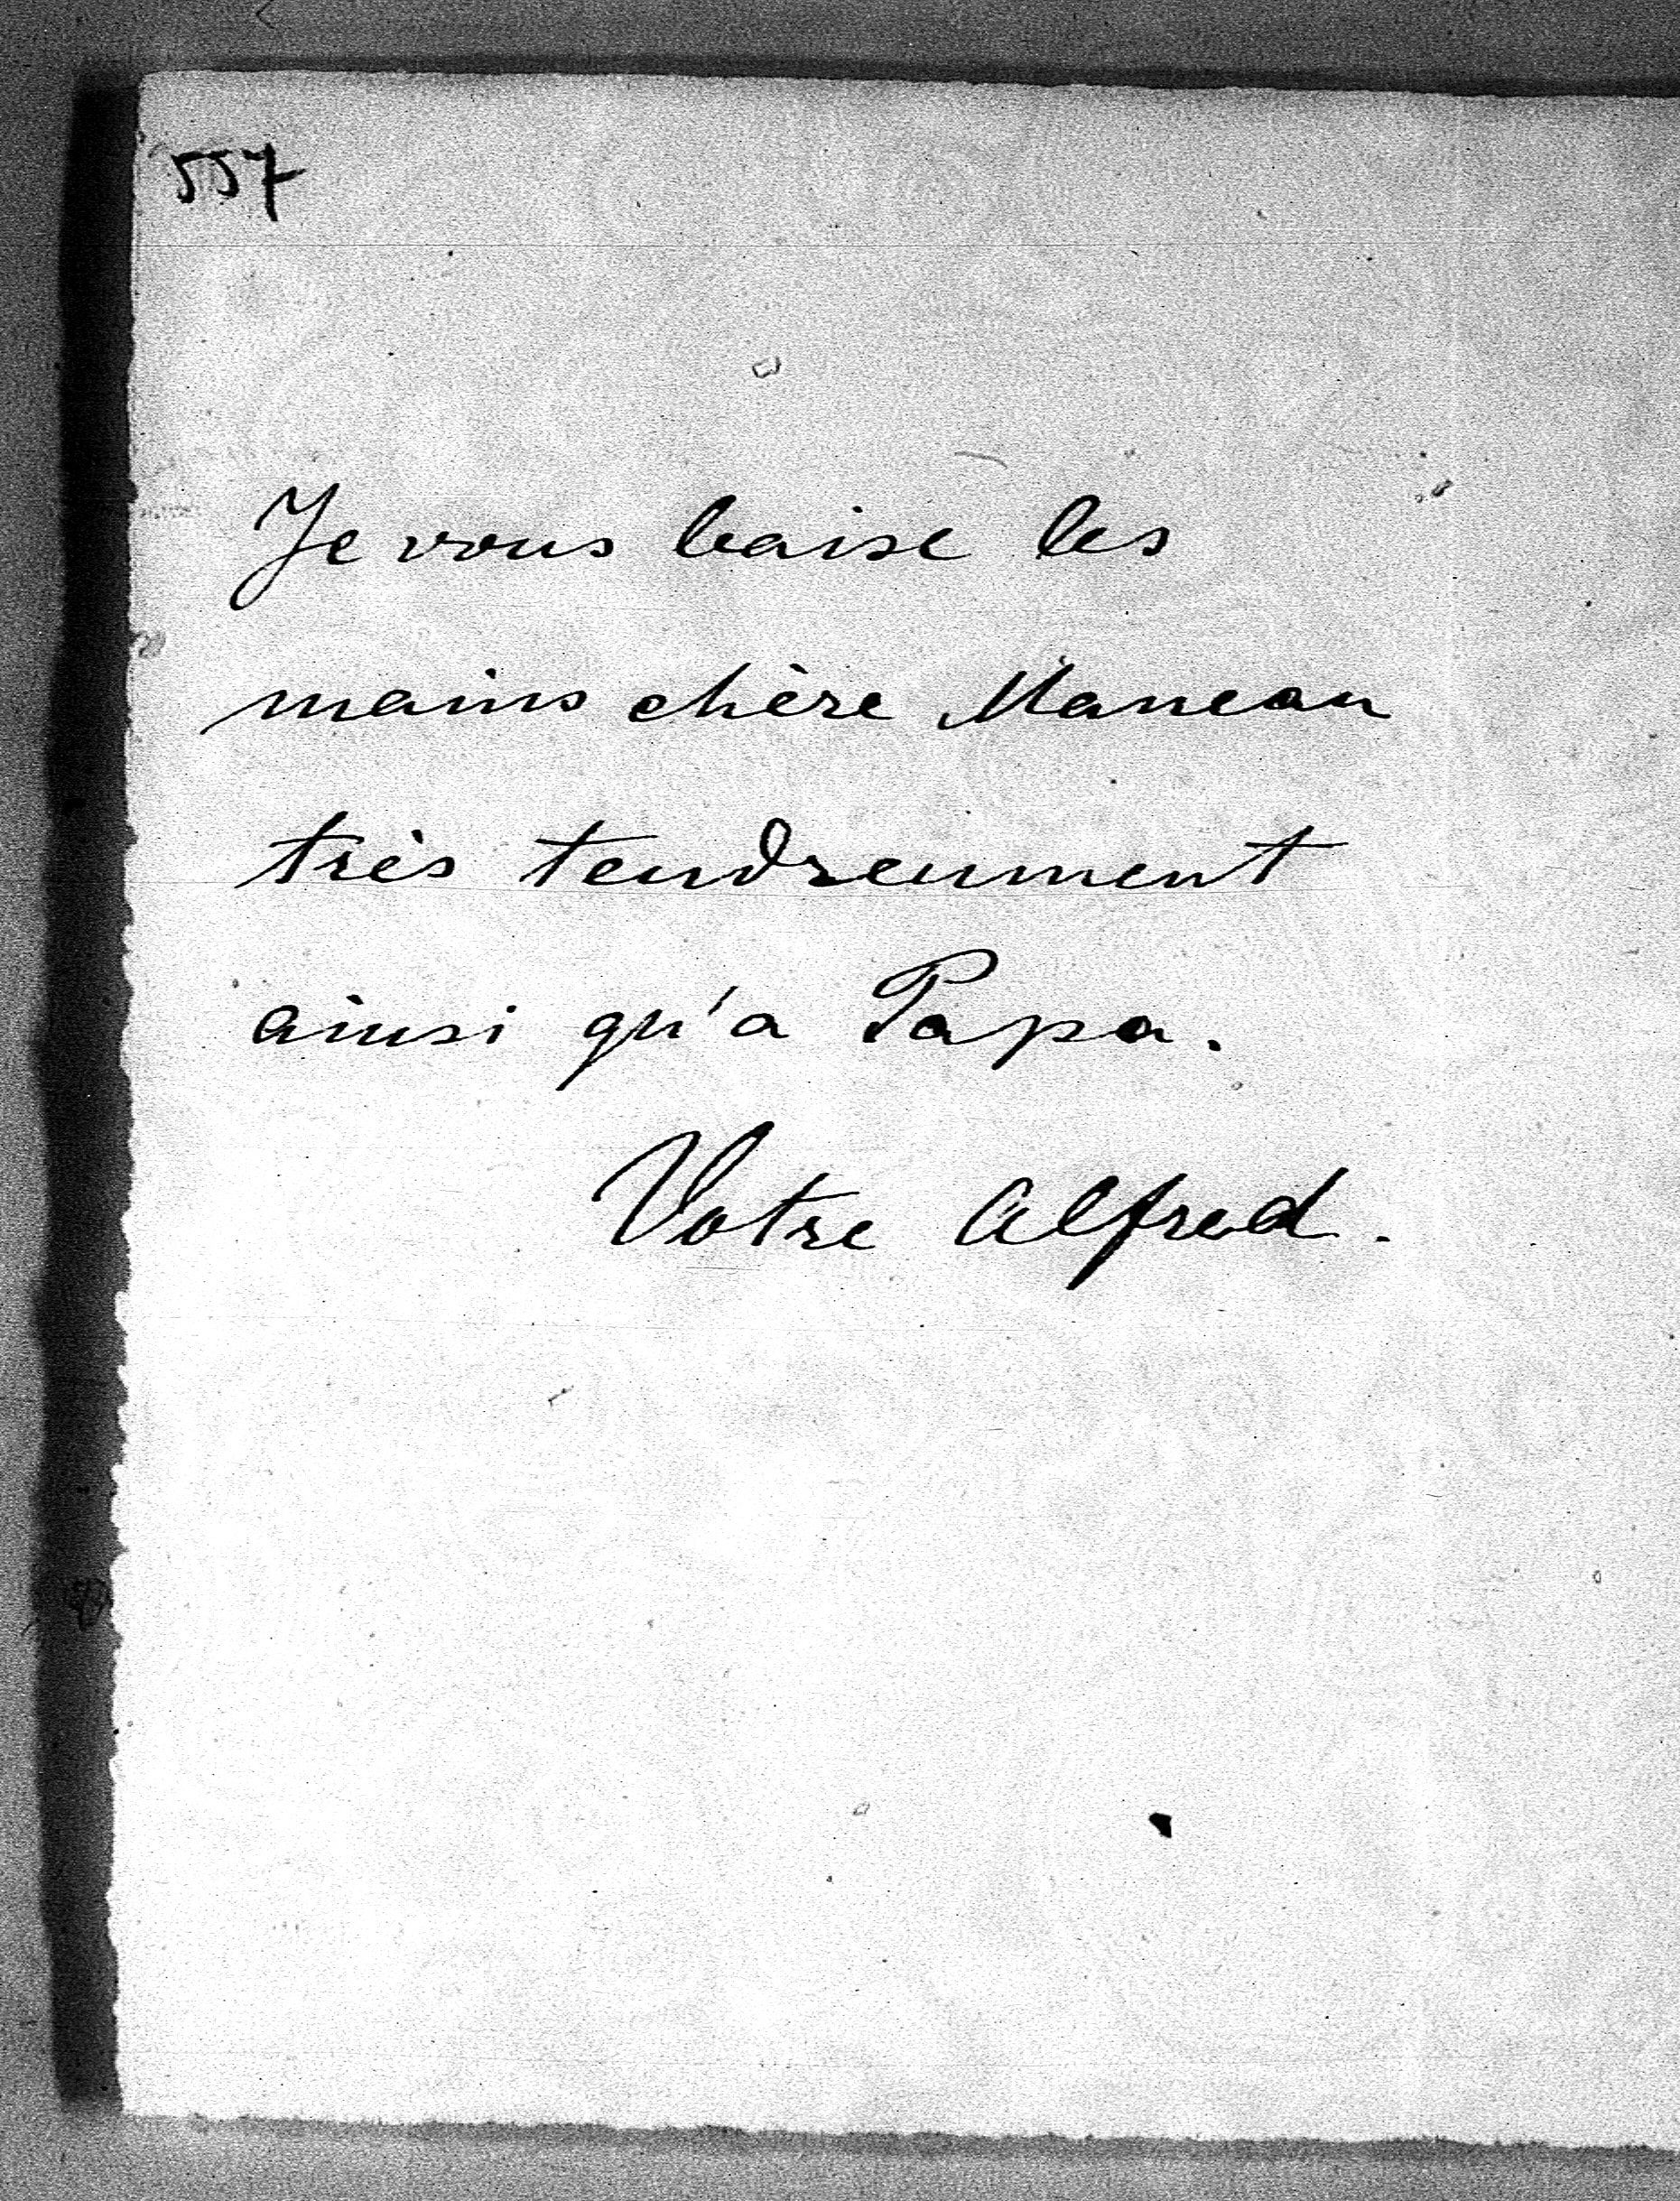 557
Je vous baise les
mains chère Maman
très tendrement
ainsi qu'a Papa.
Votre Alfred.